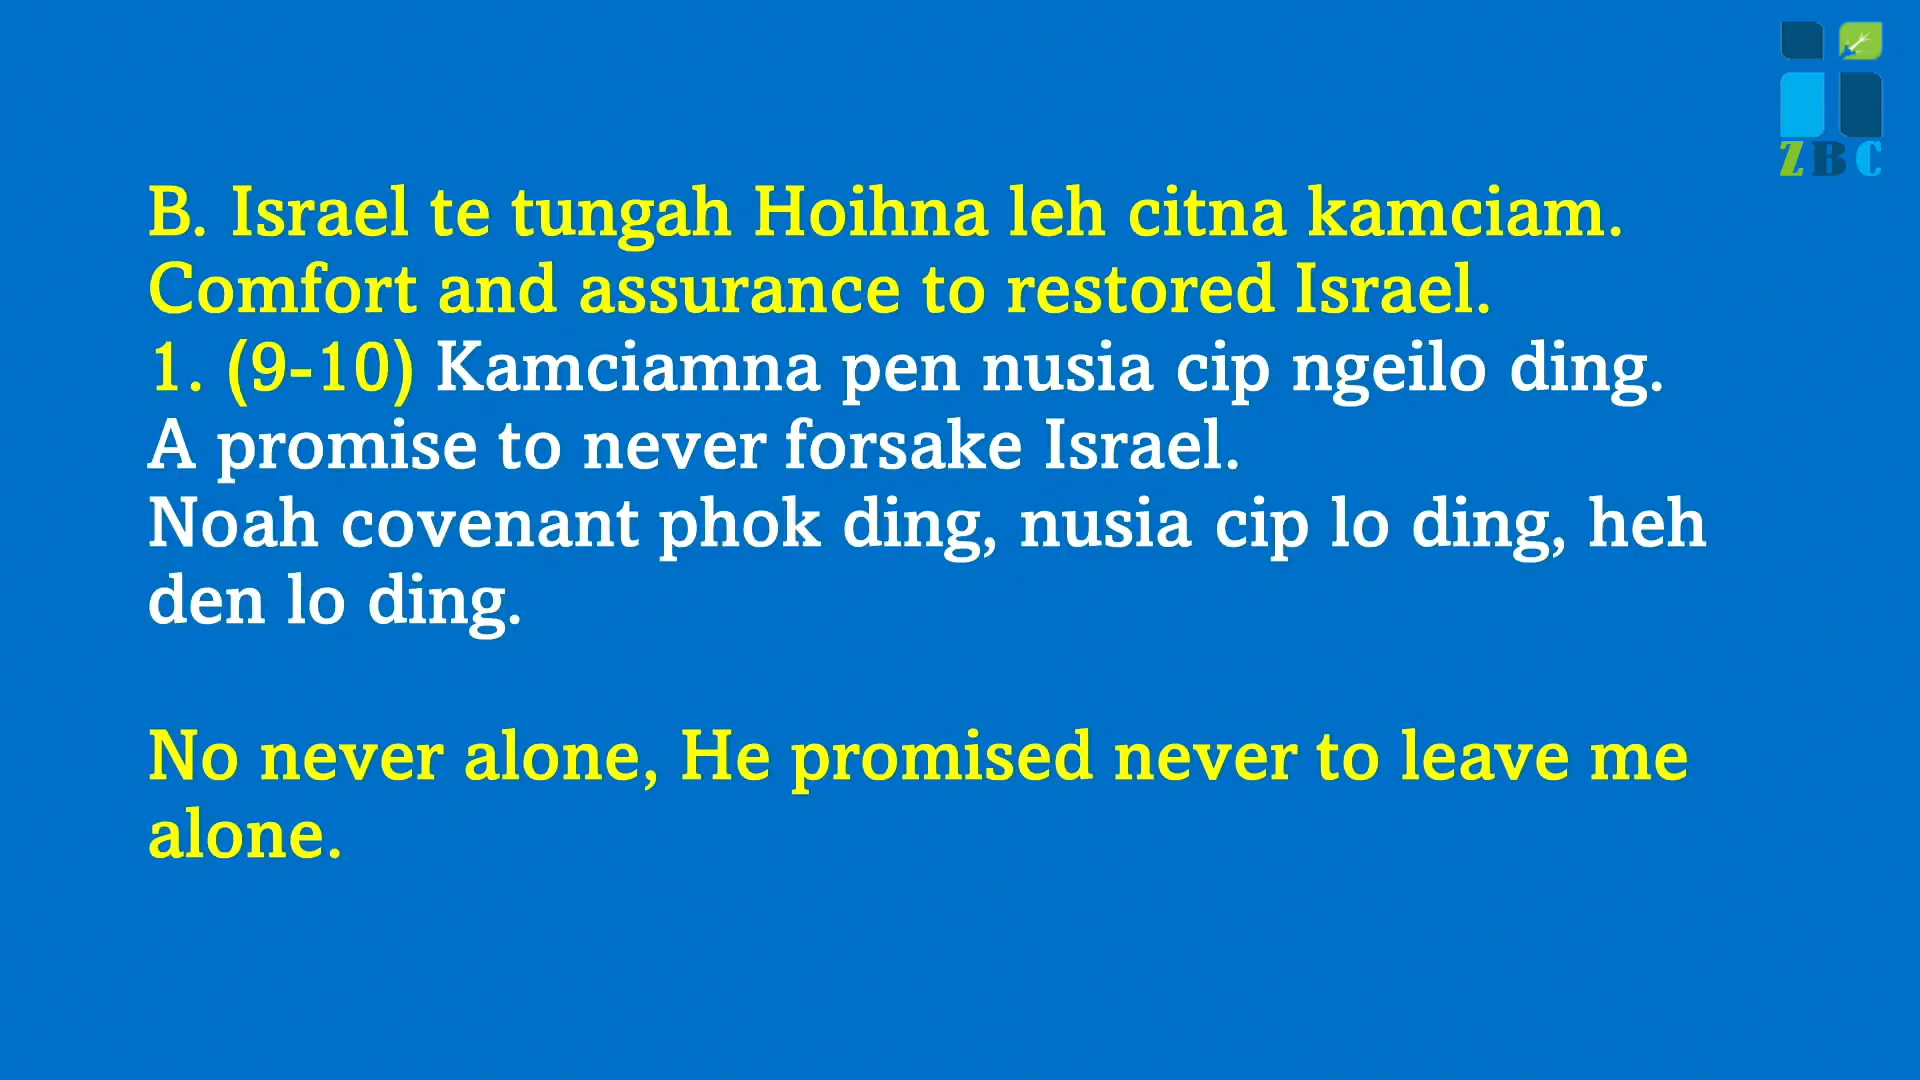 ZBC
B. Israel te tungah Hoihna leh citna kamciam.
Comfort and assurance to restored Israel.
1. (9-10) Kamciamna pen nusia cip ngeilo ding.
A promise to never forsake Israel.
Noah covenant phok ding, nusia cip lo ding, heh
den lo ding.
No never alone, He promised never to leave me
alone.